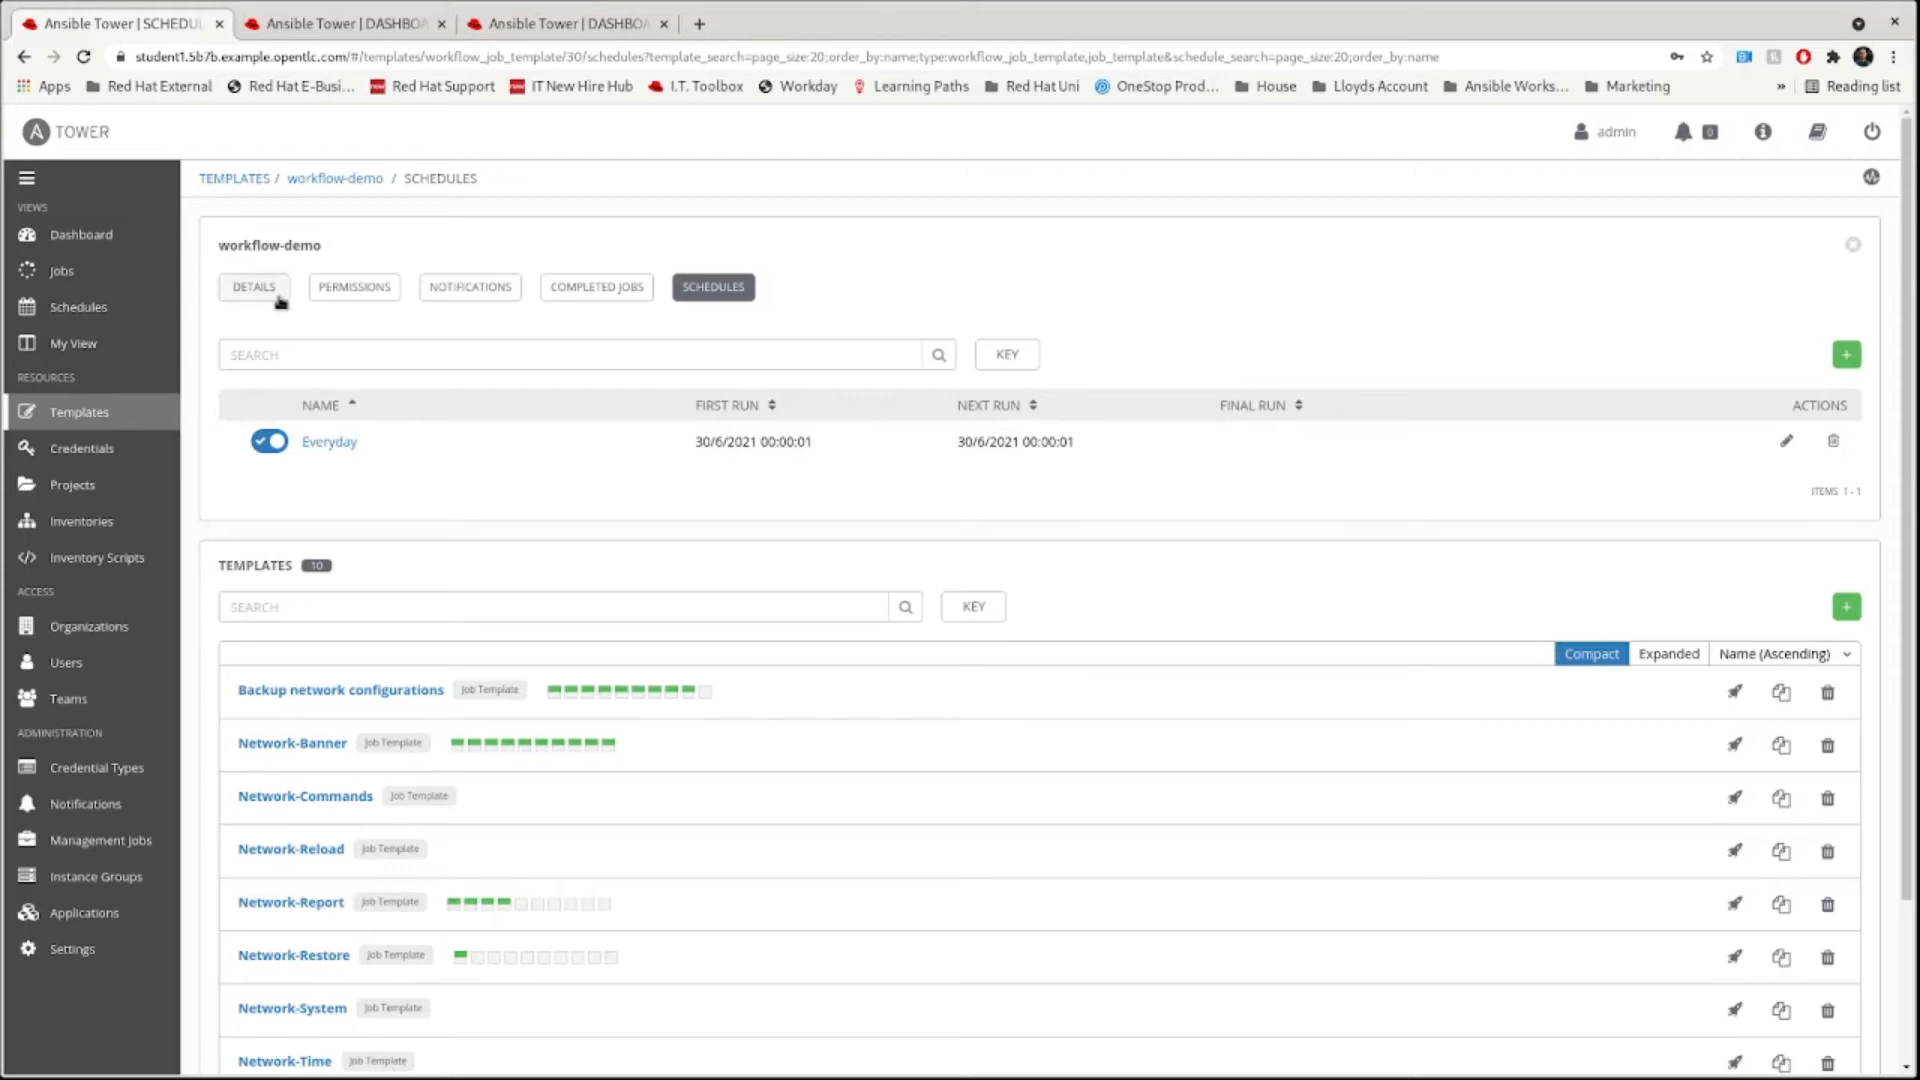 Ansible Tower | SCHEDUL
Ansible Tower | DASHBOA
Ansible Tower | DASHBOA
student1.5b7b.example.opentlc.com/#/templates/workflow_job_template/30/schedules?template_search=page_size:20;order_by:name;type:workflow_job_template,job_template&schedule_search=page_size:20;order_by:name
Apps Red Hat External Red Hat E-Busi... Red Hat Support IT New Hire Hub I.T. Toolbox Workday Learning Paths Red Hat Uni OneStop Prod... House Lloyds Account Ansible Works... Marketing » Reading list
A TOWER
admin 0
VIEWS
Dashboard
Jobs
Schedules
My View
RESOURCES
Templates
Credentials
Projects
Inventories
Inventory Scripts
ACCESS
Organizations
Users
Teams
ADMINISTRATION
Credential Types
Notifications
Management Jobs
Instance Groups
Applications
Settings
TEMPLATES / workflow-demo / SCHEDULES
workflow-demo
DETAILS PERMISSIONS NOTIFICATIONS COMPLETED JOBS SCHEDULES
SEARCH KEY +
NAME FIRST RUN NEXT RUN FINAL RUN ACTIONS
Everyday 30/6/2021 00:00:01 30/6/2021 00:00:01
ITEMS 1 - 1
TEMPLATES 10
SEARCH KEY +
Compact Expanded Name (Ascending)
Backup network configurations Job Template
Network-Banner Job Template
Network-Commands Job Template
Network-Reload Job Template
Network-Report Job Template
Network-Restore Job Template
Network-System Job Template
Network-Time Job Template